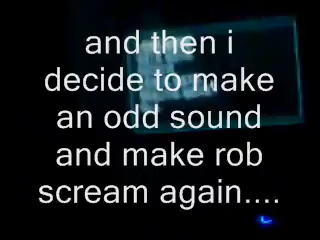 and then i
decide to make
an odd sound
and make rob
scream again....